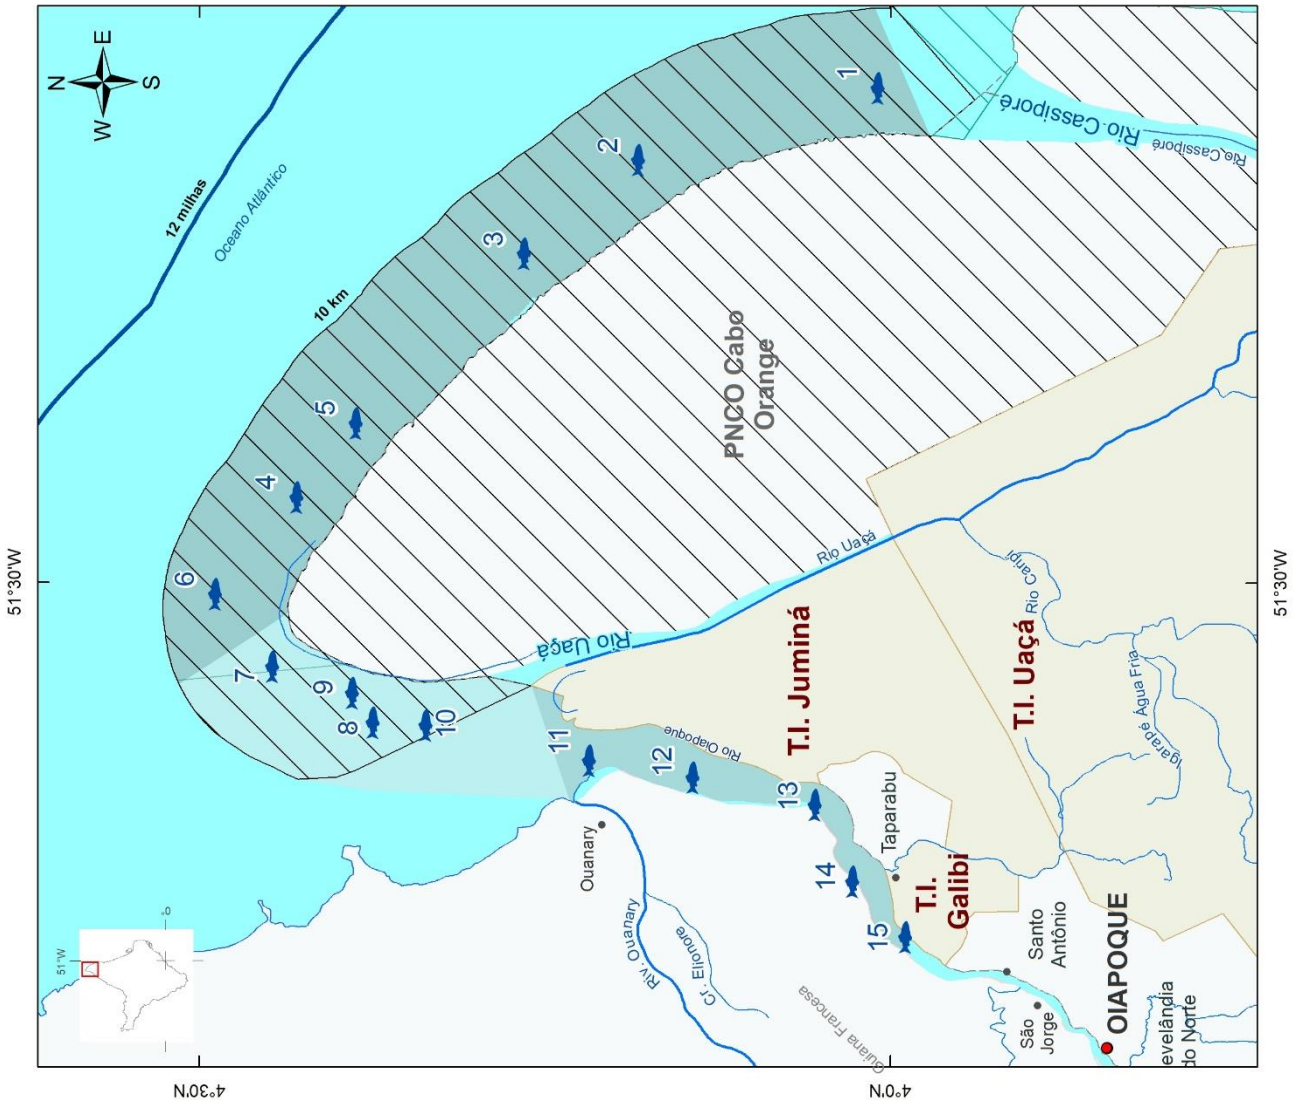 51°30'W
N
W
E
S
12 milhas
Oceano Atlântico
10 km
51°W
0°
4°30'N
4°0'N
1
2
3
4
5
6
7
8
9
10
11
12
13
14
15
Rio Cassiporé
Rio Cassiporé
PNCO Cabo
Orange
Rio Uaçá
Rio Uaçá
T.I. Juminá
T.I. Uaçá
Rio Curipi
Igarapé Água Fria
Rio Oiapoque
Ouanary
Riv. Ouanary
Cr. Elionore
Guiana Francesa
Taparabu
T.I.
Galibi
Santo
Antônio
São
Jorge
OIAPOQUE
evelândia
do Norte
51°30'W